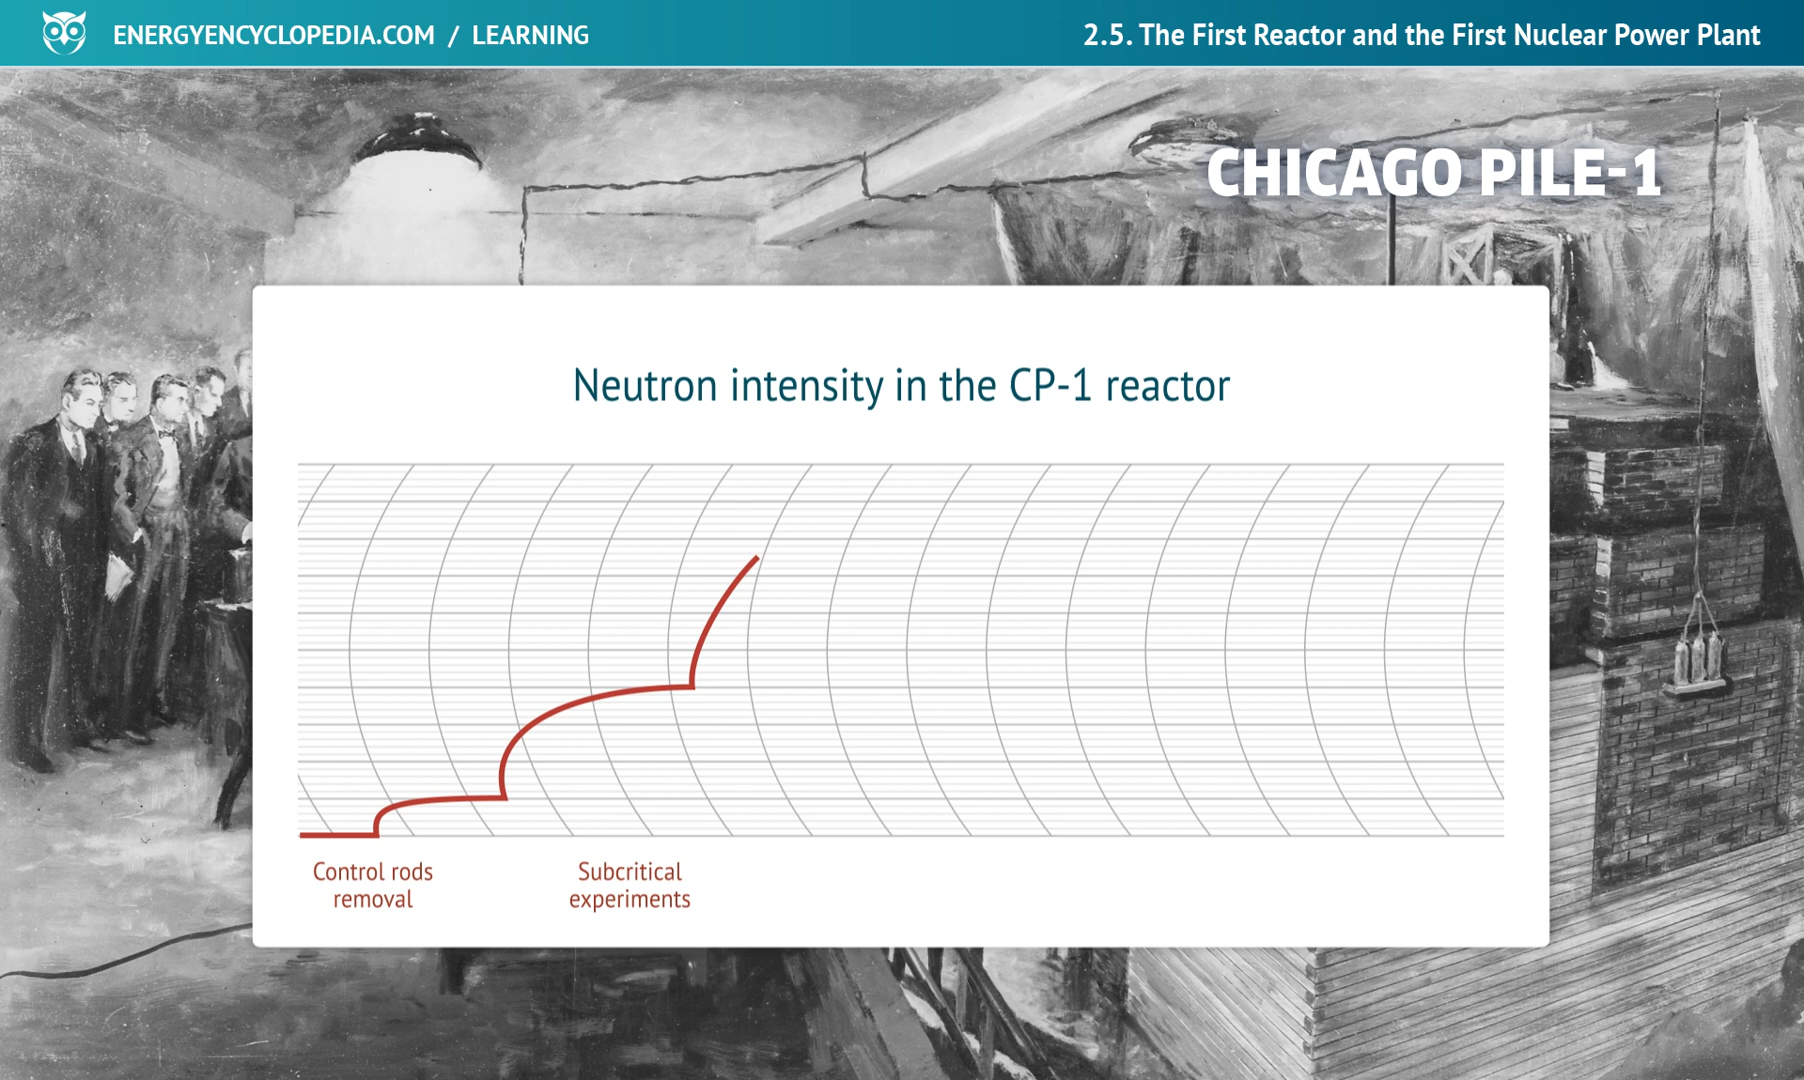 ENERGYENCYCLOPEDIA.COM / LEARNING
2.5. The First Reactor and the First Nuclear Power Plant
CHICAGO PILE-1
Neutron intensity in the CP-1 reactor
Control rods
removal
Subcritical
experiments